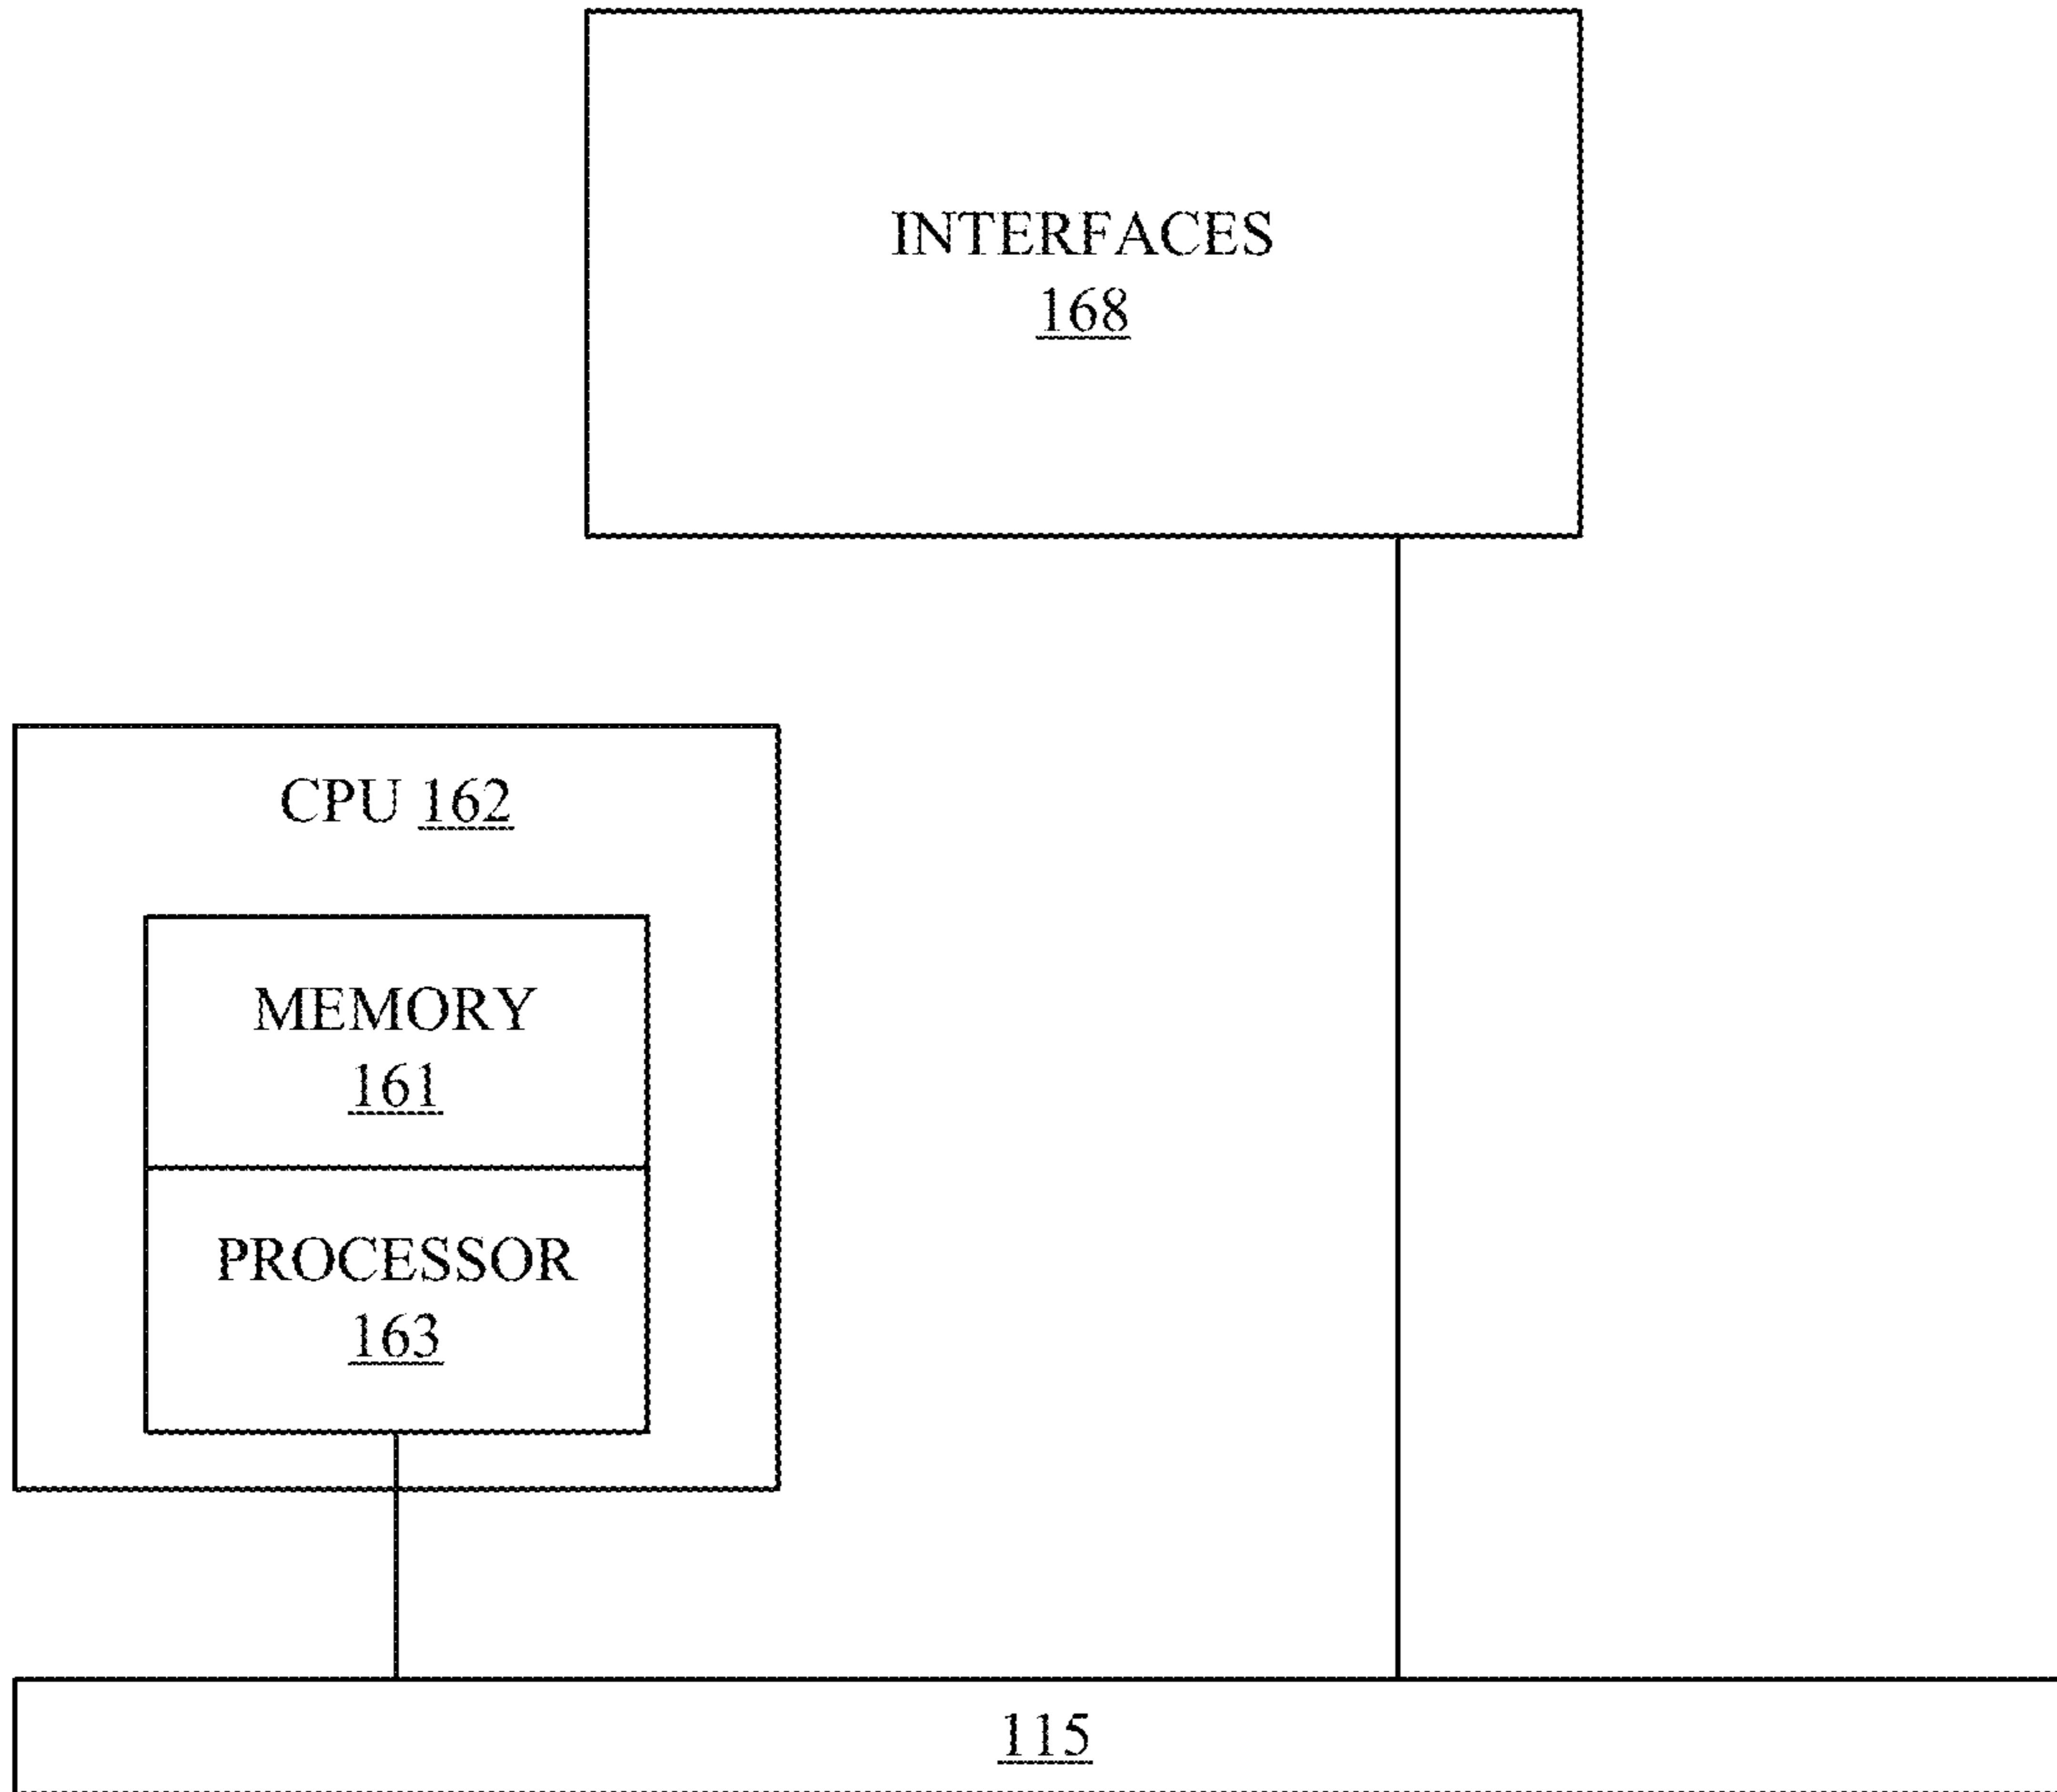 INTERFACES
168
CPU 162
MEMORY
161
PROCESSOR
163
115